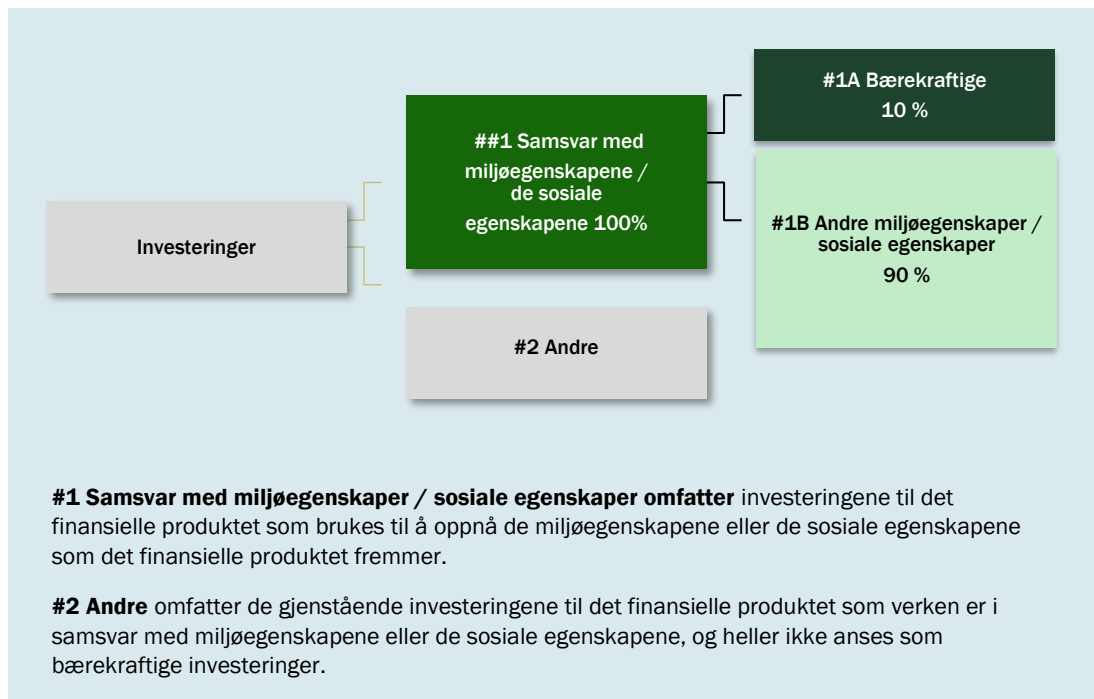 Investeringer
##1 Samsvar med
miljøegenskapene /
de sosiale
egenskapene 100%
#2 Andre
#1A Bærekraftige
10 %
#1B Andre miljøegenskaper /
sosiale egenskaper
90 %
#1 Samsvar med miljøegenskaper / sosiale egenskaper omfatter investeringene til det
finansielle produktet som brukes til å oppnå de miljøegenskapene eller de sosiale egenskapene
som det finansielle produktet fremmer.
#2 Andre omfatter de gjenstående investeringene til det finansielle produktet som verken er i
samsvar med miljøegenskapene eller de sosiale egenskapene, og heller ikke anses som
bærekraftige investeringer.